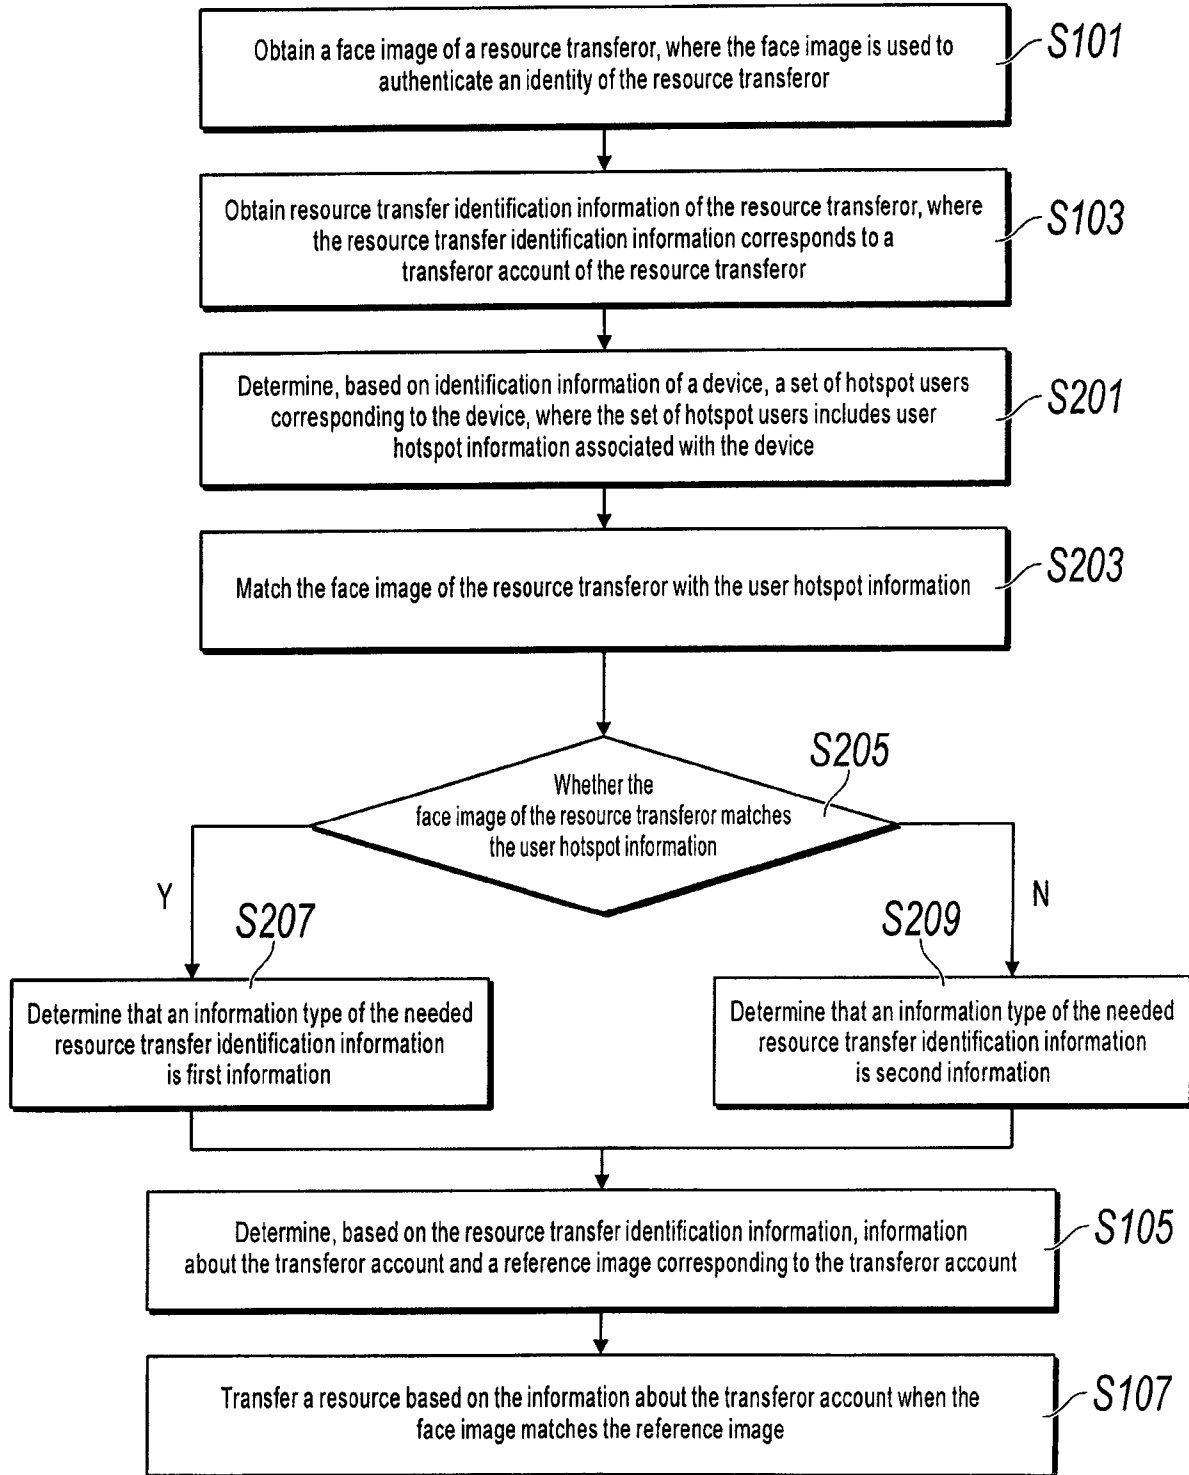 Obtain a face image of a resource transferor, where the face image is used to
authenticate an identity of the resource transferor
S101
Obtain resource transfer identification information of the resource transferor, where
the resource transfer identification information corresponds to a
transferor account of the resource transferor
S103
Determine, based on identification information of a device, a set of hotspot users
corresponding to the device, where the set of hotspot users includes user
hotspot information associated with the device
S201
Match the face image of the resource transferor with the user hotspot information
S203
S205
Whether the
face image of the resource transferor matches
the user hotspot information
Y
N
S207
Determine that an information type of the needed
resource transfer identification information
is first information
S209
Determine that an information type of the needed
resource transfer identification information
is second information
Determine, based on the resource transfer identification information, information
about the transferor account and a reference image corresponding to the transferor account
S105
Transfer a resource based on the information about the transferor account when the
face image matches the reference image
S107